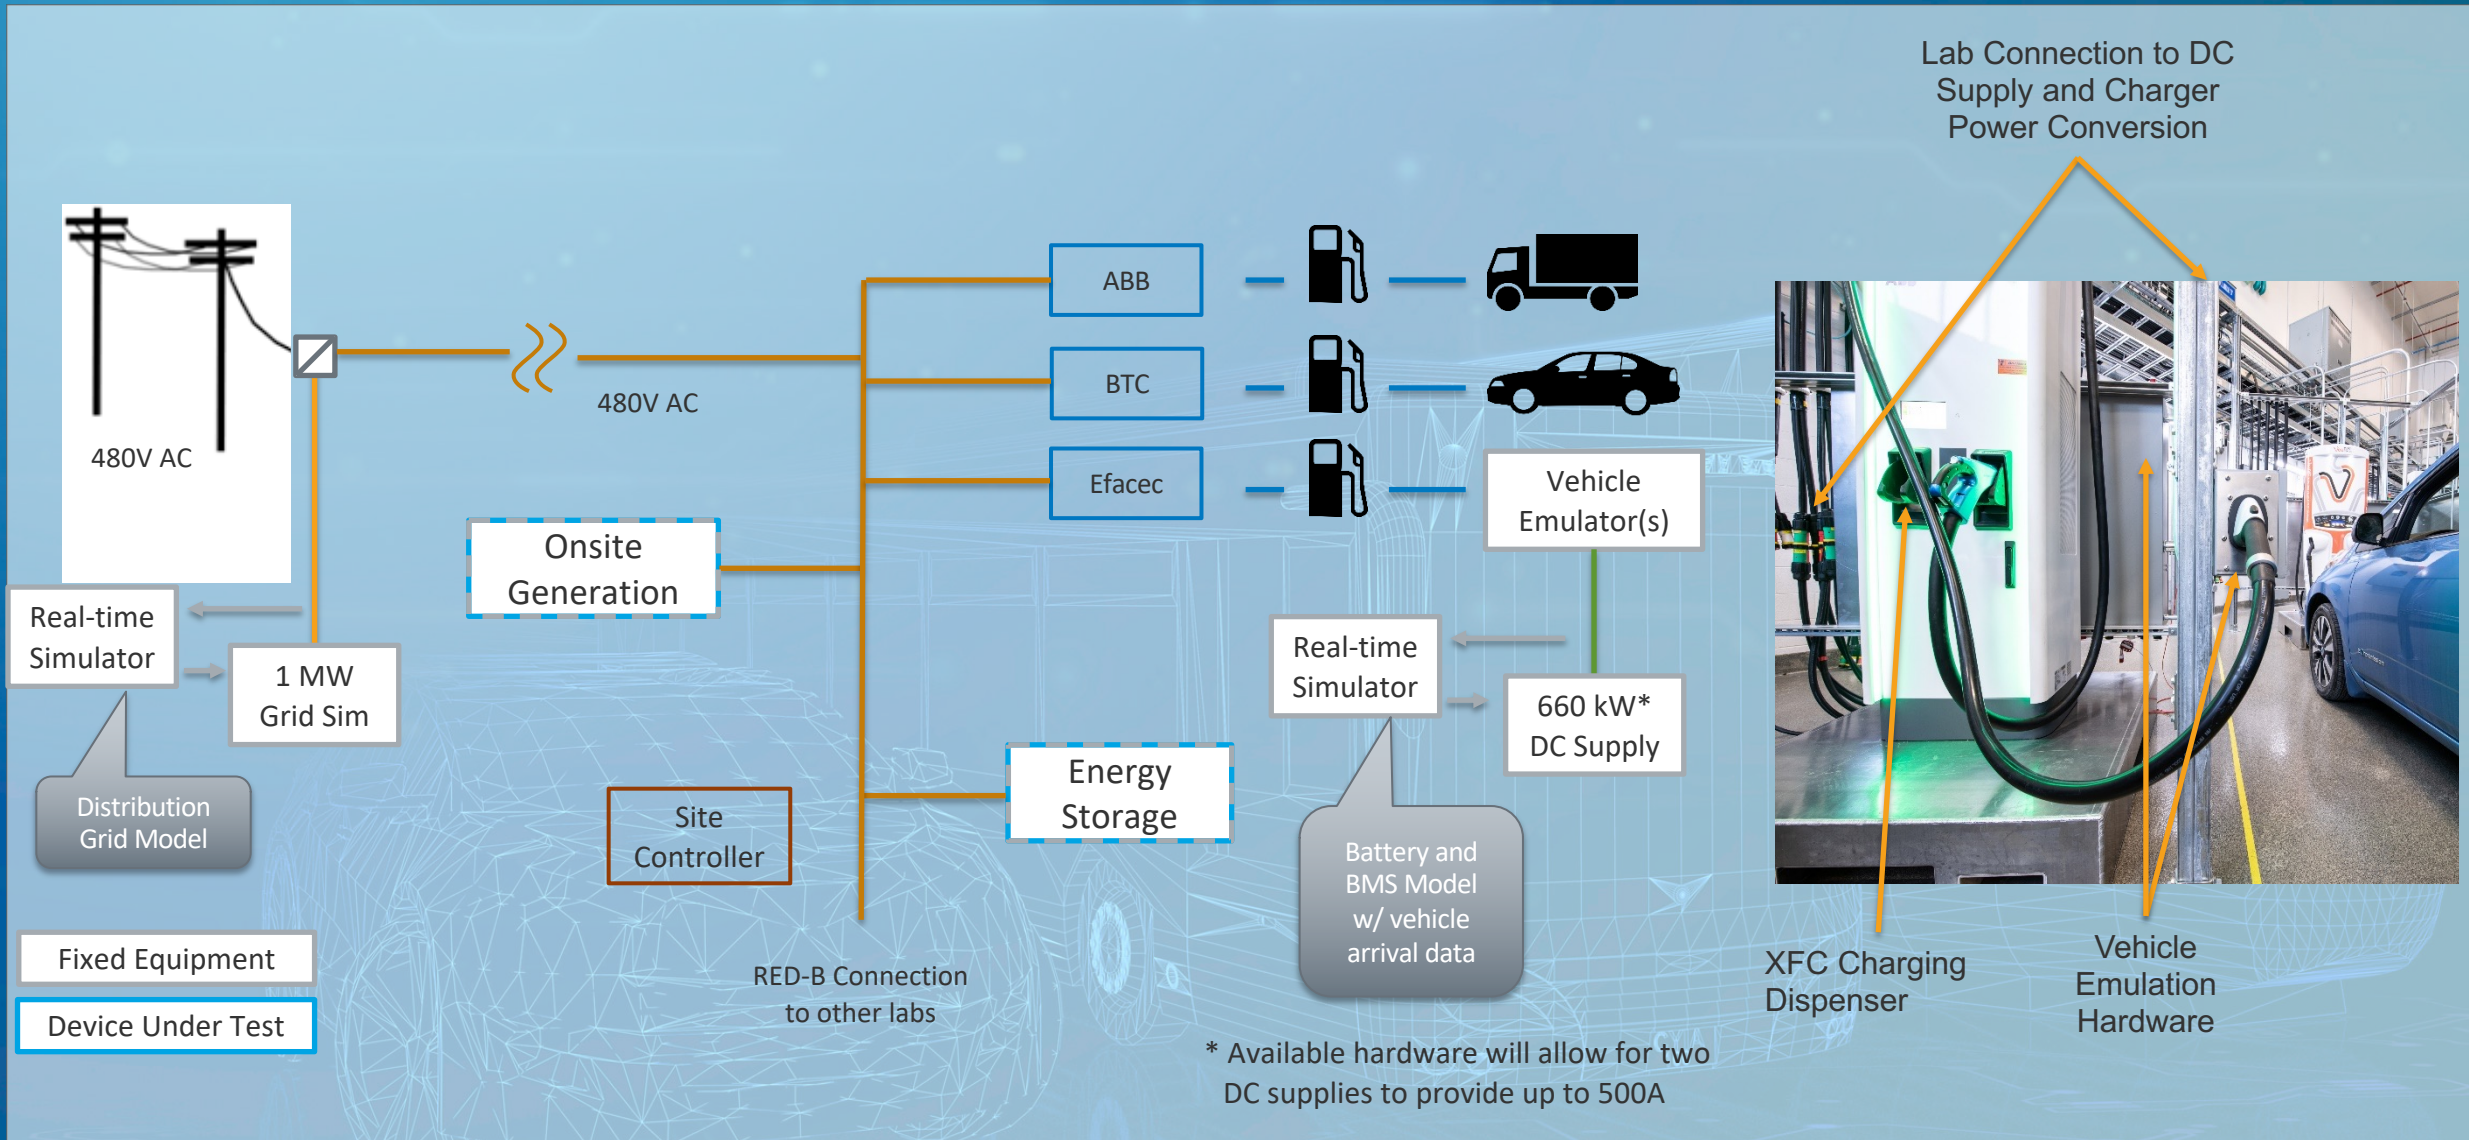 Lab Connection to DC
Supply and Charger
Power Conversion
480V AC
480V AC
ABB
BTC
Efacec
Vehicle
Emulator(s)
Onsite
Generation
Real-time
Simulator
1 MW
Grid Sim
Distribution
Grid Model
Real-time
Simulator
660 kW*
DC Supply
Energy
Storage
Site
Controller
Battery and
BMS Model
w/ vehicle
arrival data
Fixed Equipment
Device Under Test
RED-B Connection
to other labs
XFC Charging
Dispenser
Vehicle
Emulation
Hardware
* Available hardware will allow for two
DC supplies to provide up to 500A